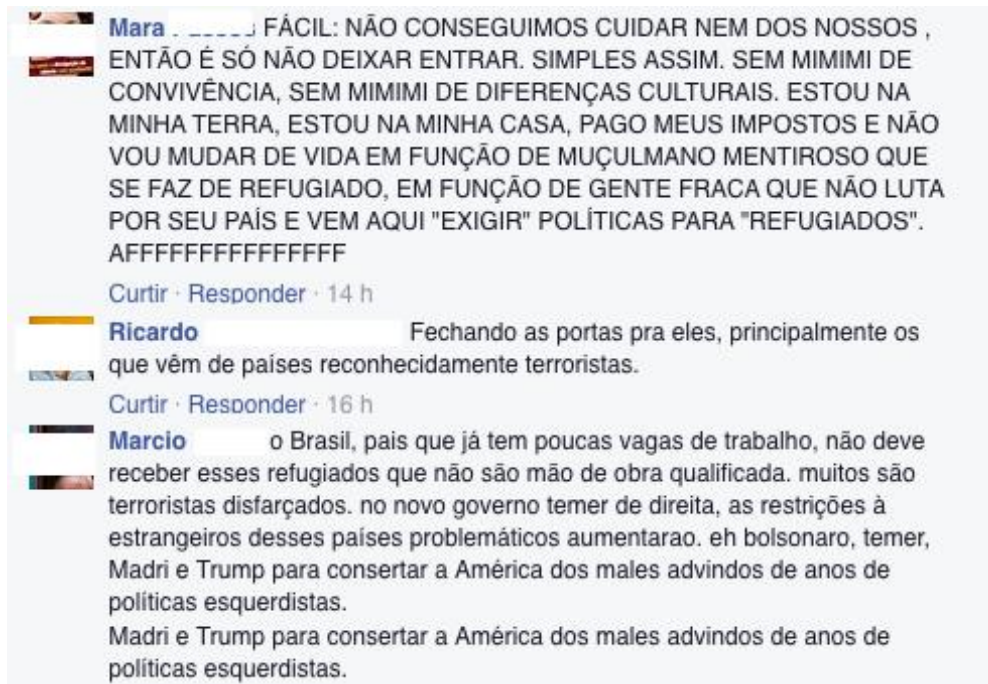 Mara FÁCIL: NÃO CONSEGUIMOS CUIDAR NEM DOS NOSSOS ,
ENTÃO É SÓ NÃO DEIXAR ENTRAR. SIMPLES ASSIM. SEM MIMIMI DE
CONVIVÊNCIA, SEM MIMIMI DE DIFERENÇAS CULTURAIS. ESTOU NA
MINHA TERRA, ESTOU NA MINHA CASA, PAGO MEUS IMPOSTOS E NÃO
VOU MUDAR DE VIDA EM FUNÇÃO DE MUÇULMANO MENTIROSO QUE
SE FAZ DE REFUGIADO, EM FUNÇÃO DE GENTE FRACA QUE NÃO LUTA
POR SEU PAÍS E VEM AQUI "EXIGIR" POLÍTICAS PARA "REFUGIADOS".
AFFFFFFFFFFFFFFF
Curtir · Responder · 14 h
Ricardo Fechando as portas pra eles, principalmente os
que vêm de países reconhecidamente terroristas.
Curtir · Responder · 16 h
Marcio o Brasil, pais que já tem poucas vagas de trabalho, não deve
receber esses refugiados que não são mão de obra qualificada. muitos são
terroristas disfarçados. no novo governo temer de direita, as restrições à
estrangeiros desses países problemáticos aumentarao. eh bolsonaro, temer,
Madri e Trump para consertar a América dos males advindos de anos de
políticas esquerdistas.
Madri e Trump para consertar a América dos males advindos de anos de
políticas esquerdistas.